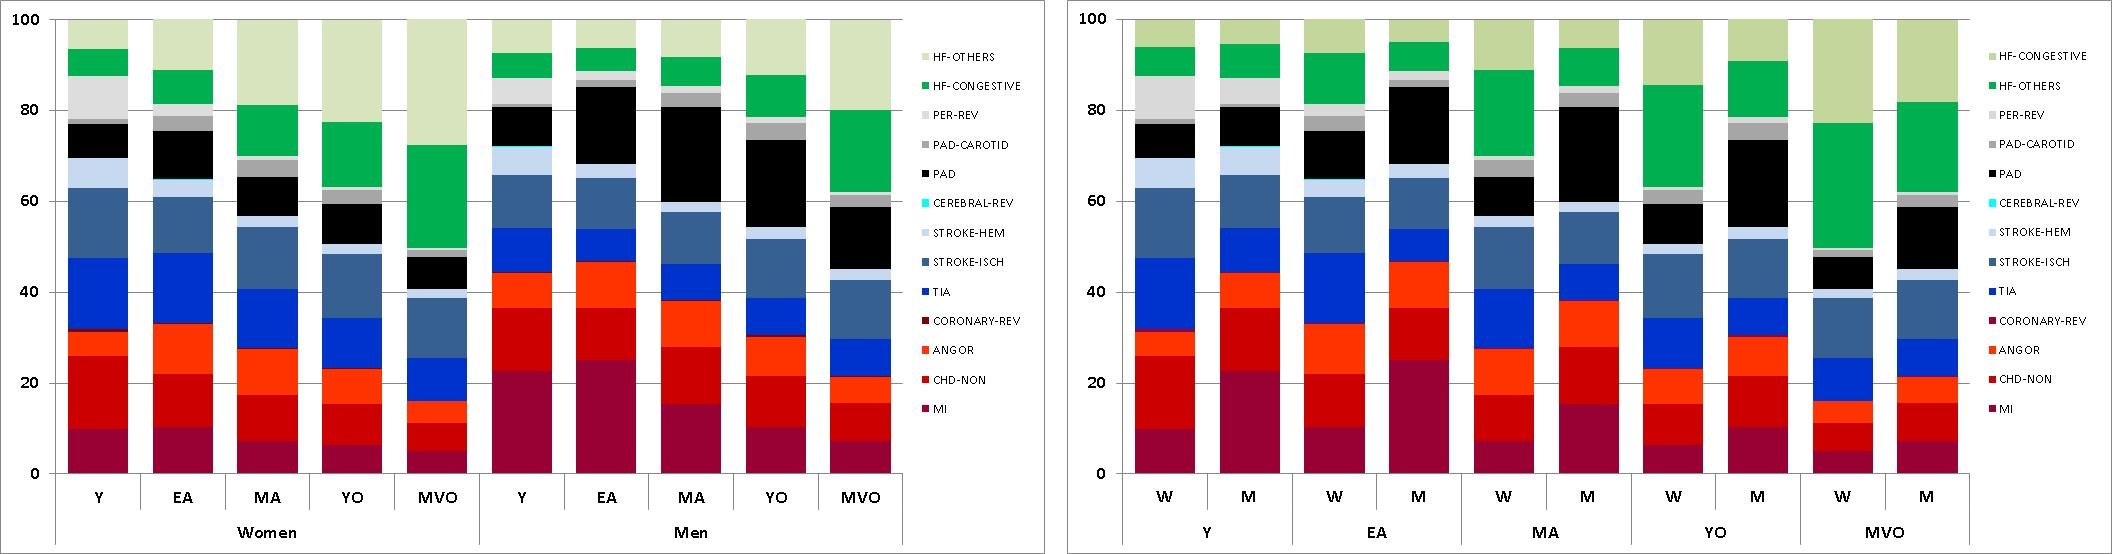 100
80
60
40
20
0
Y EA MA YO MVO Y EA MA YO MVO
Women Men
HF-OTHERS
HF-CONGESTIVE
PER-REV
PAD-CAROTID
PAD
CEREBRAL-REV
STROKE-HEM
STROKE-ISCH
TIA
CORONARY-REV
ANGOR
CHD-NON
MI
100
80
60
40
20
0
W M W M W M W M W M
Y EA MA YO MVO
HF-CONGESTIVE
HF-OTHERS
PER-REV
PAD-CAROTID
PAD
CEREBRAL-REV
STROKE-HEM
STROKE-ISCH
TIA
CORONARY-REV
ANGOR
CHD-NON
MI